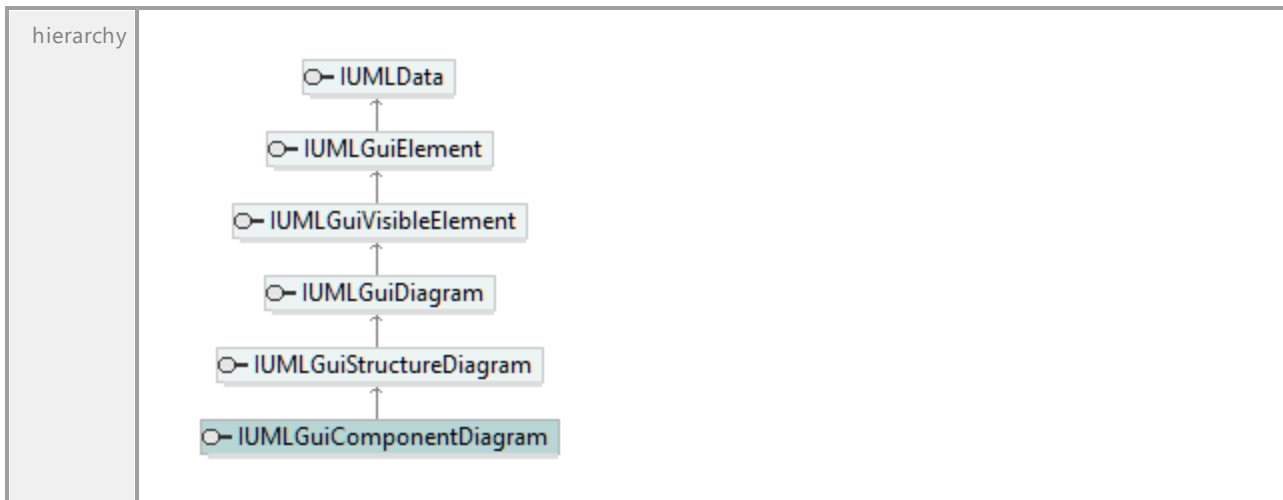 hierarchy
IUMLData
IUMLGuiElement
IUMLGuiVisibleElement
IUMLGuiDiagram
IUMLGuiStructureDiagram
IUMLGuiComponentDiagram